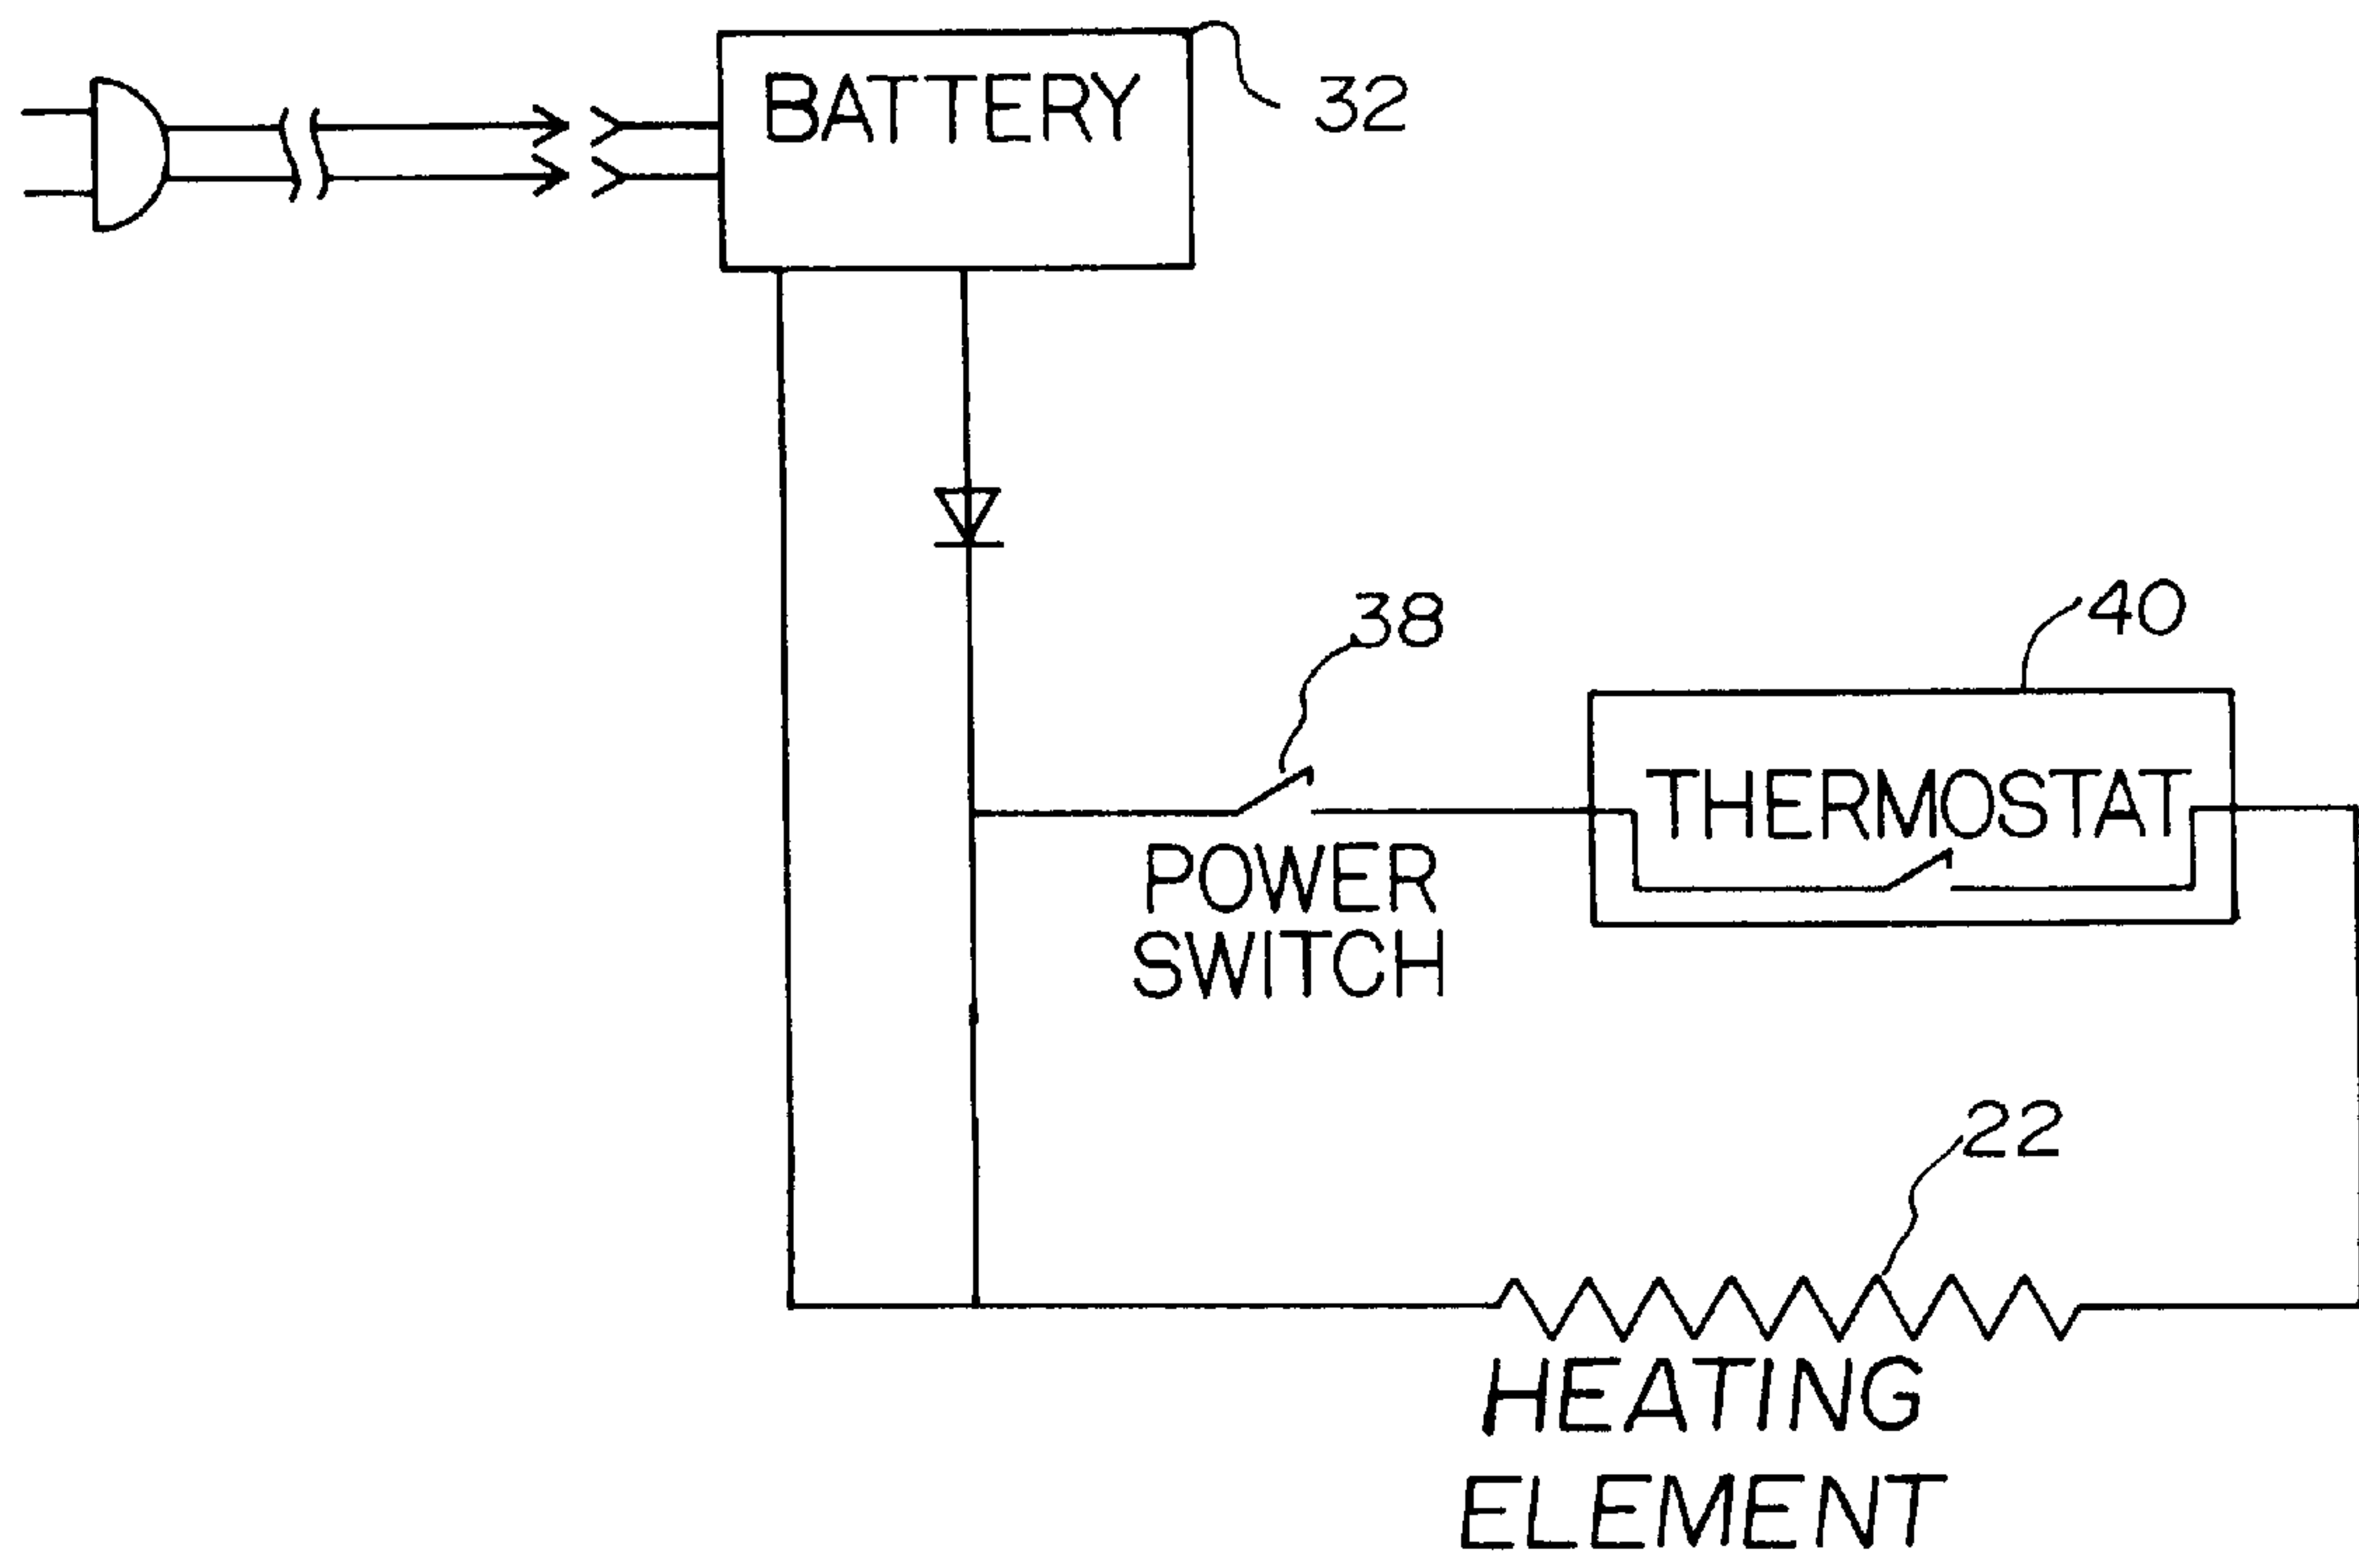 BATTERY
32
38
40
THERMOSTAT
POWER
SWITCH
22
HEATING
ELEMENT